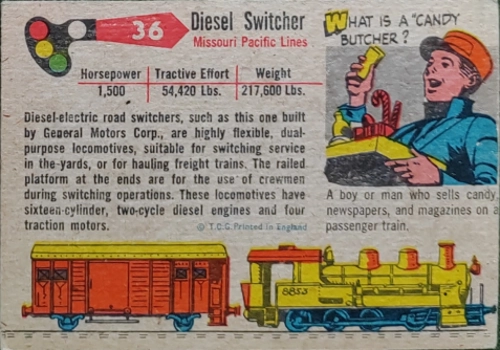 36
Diesel Switcher
Missouri Pacific Lines
Horsepower Tractive Effort Weight
1,500 54,420 Lbs. 217,600 Lbs.
Diesel-electric road switchers, such as this one built
by General Motors Corp., are highly flexible, dual-
purpose locomotives, suitable for switching service
in the yards, or for hauling freight trains. The railed
platform at the ends are for the use of crewmen
during switching operations. These locomotives have
sixteen-cylinder, two-cycle diesel engines and four
traction motors.
© T.C.G. Printed in England
WHAT IS A "CANDY
BUTCHER?
A boy or man who sells candy,
newspapers, and magazines on a
passenger train.
8853